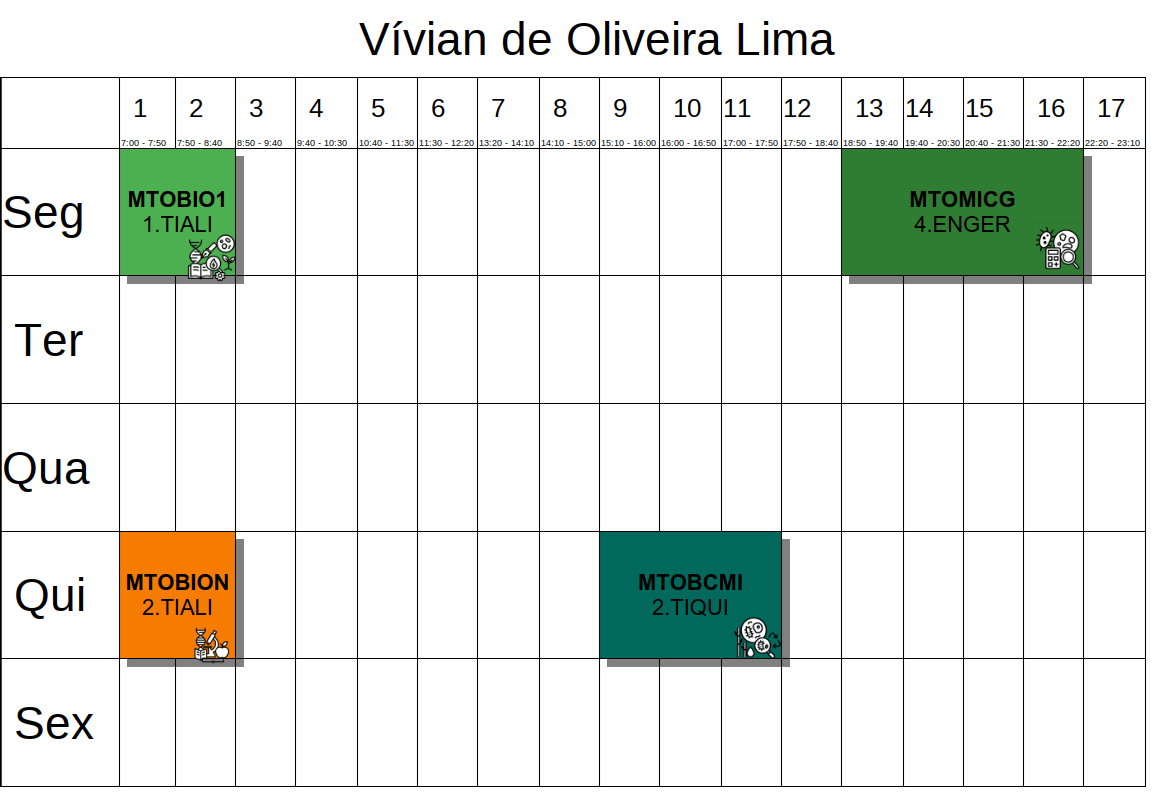 Vívian de Oliveira Lima
1 2 3 4 5 6 7 8 9 10 11 12 13 14 15 16 17
7:00 - 7:50 7:50 - 8:40 8:50 - 9:40 9:40 - 10:30 10:40 - 11:30 11:30 - 12:20 13:20 - 14:10 14:10 - 15:00 15:10 - 16:00 16:00 - 16:50 17:00 - 17:50 17:50 - 18:40 18:50 - 19:40 19:40 - 20:30 20:40 - 21:30 21:30 - 22:20 22:20 - 23:10
Seg
MTOBIO1
1.TIALI
MTOMICG
4.ENGER
Ter
Qua
Qui
MTOBION
2.TIALI
MTOBCMI
2.TIQUI
Sex